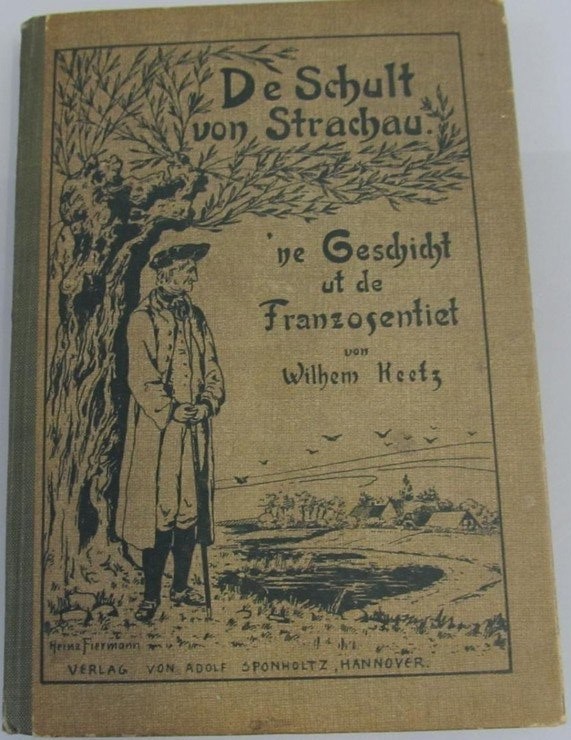 De Schult
von Strachau.
'ne Geschicht
ut de
Franzosentiet
von
Wilhem Keetz
Heinz Fiermann
VERLAG VON ADOLF SPONHOLTZ, HANNOVER.